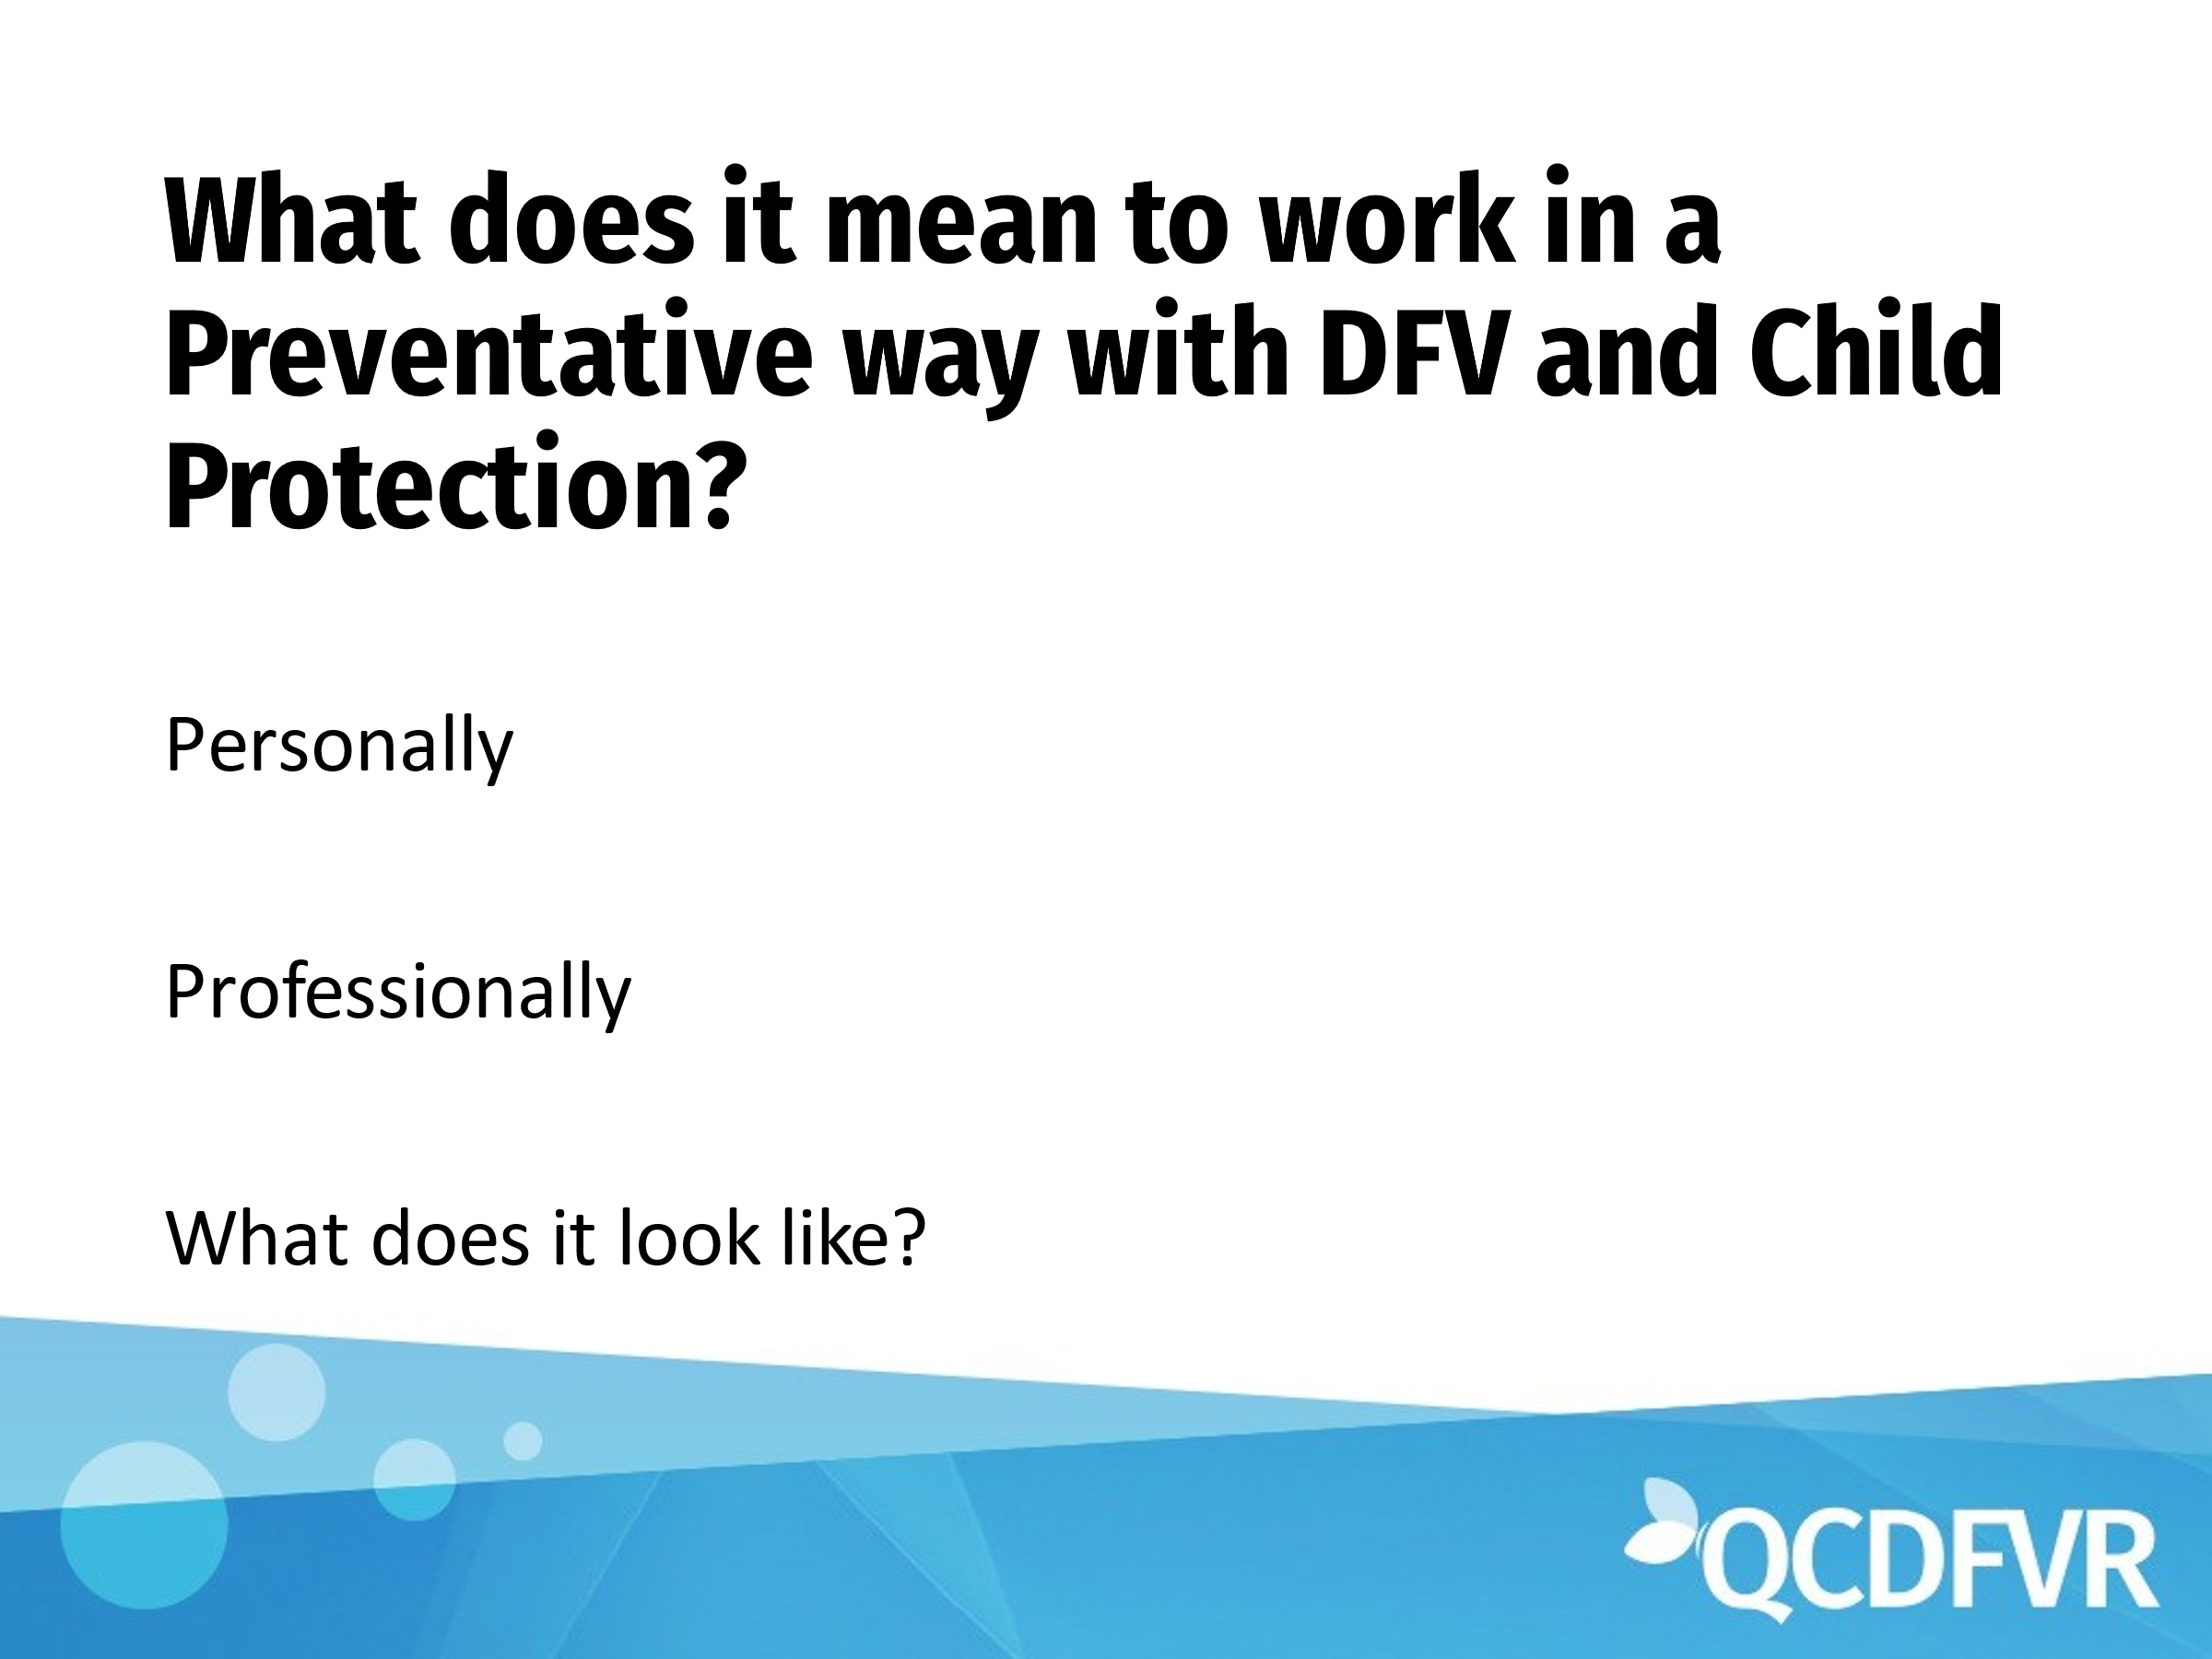 What does it mean to work in a
Preventative way with DFV and Child
Protection?
Personally
Professionally
What does it look like?
QCDFVR